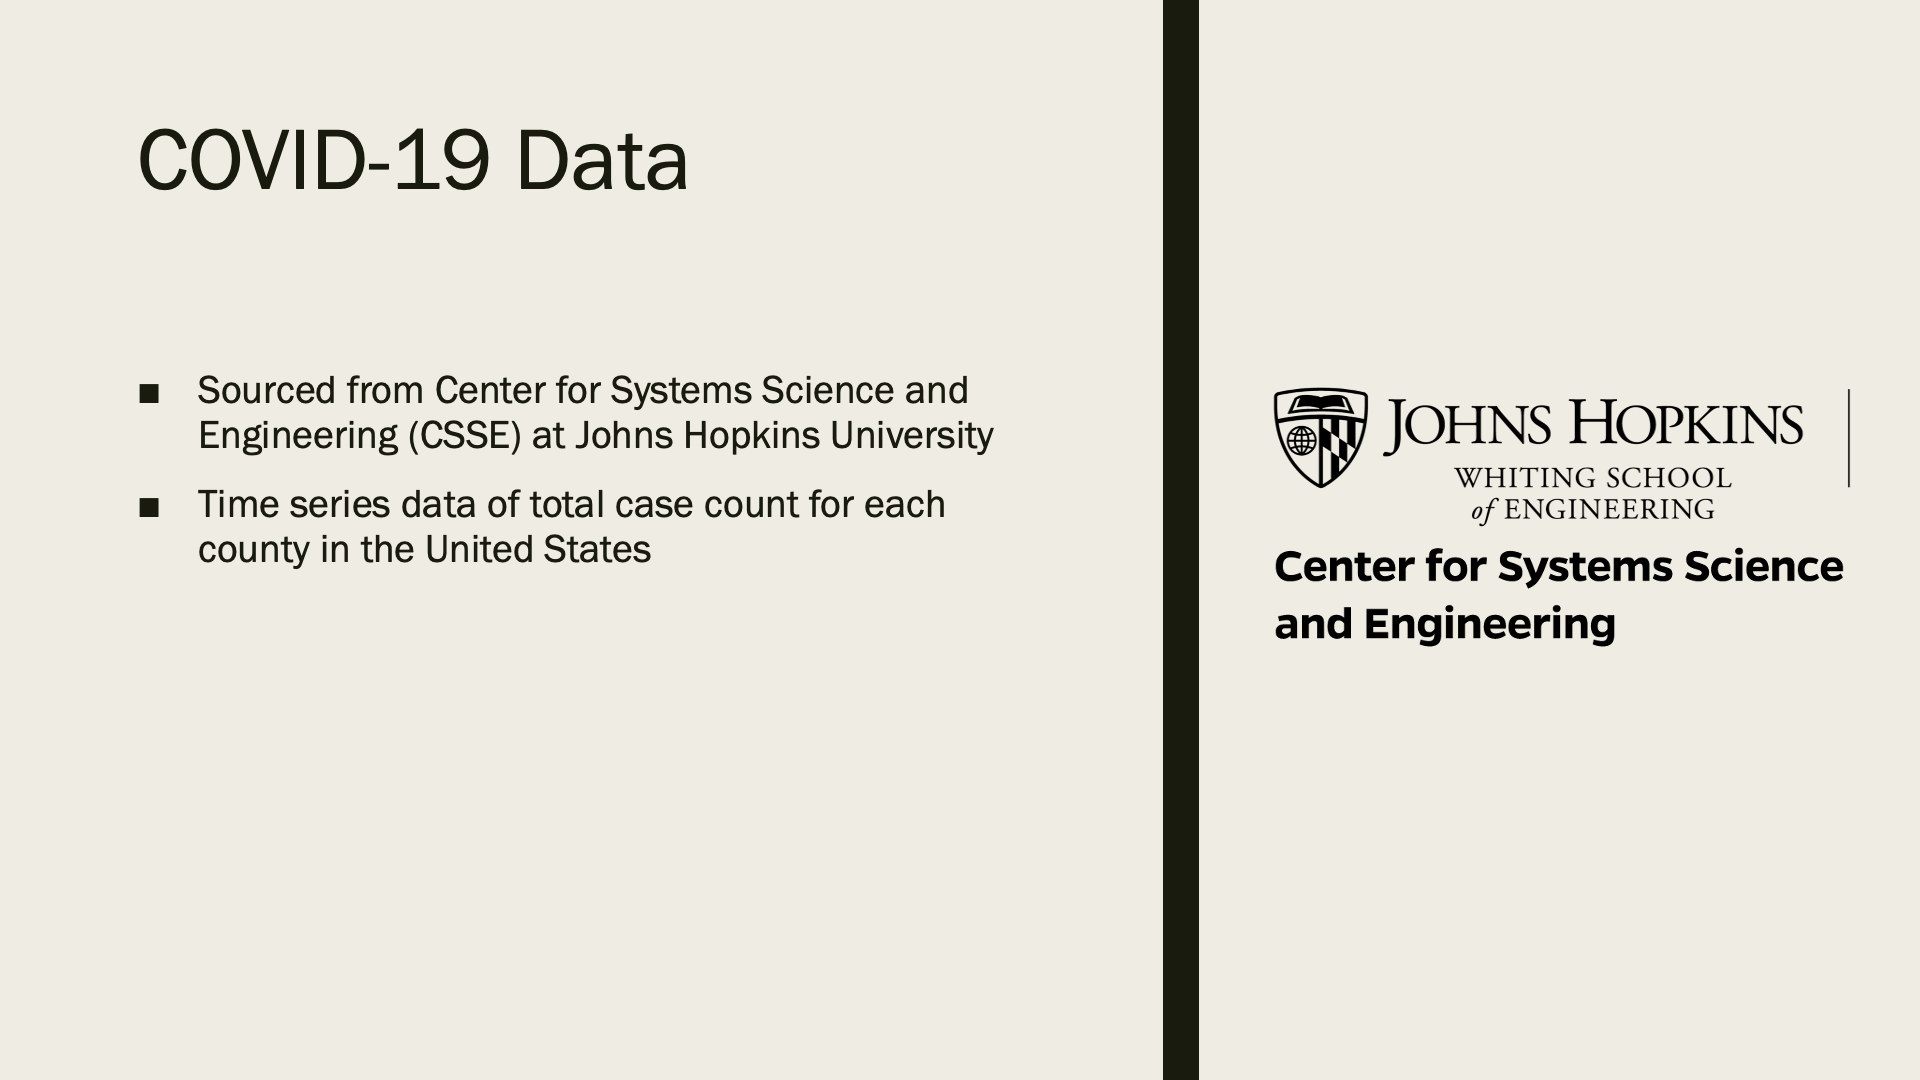 COVID-19 Data
■ Sourced from Center for Systems Science and
Engineering (CSSE) at Johns Hopkins University
■ Time series data of total case count for each
county in the United States
JOHNS HOPKINS
WHITING SCHOOL
of ENGINEERING
Center for Systems Science
and Engineering